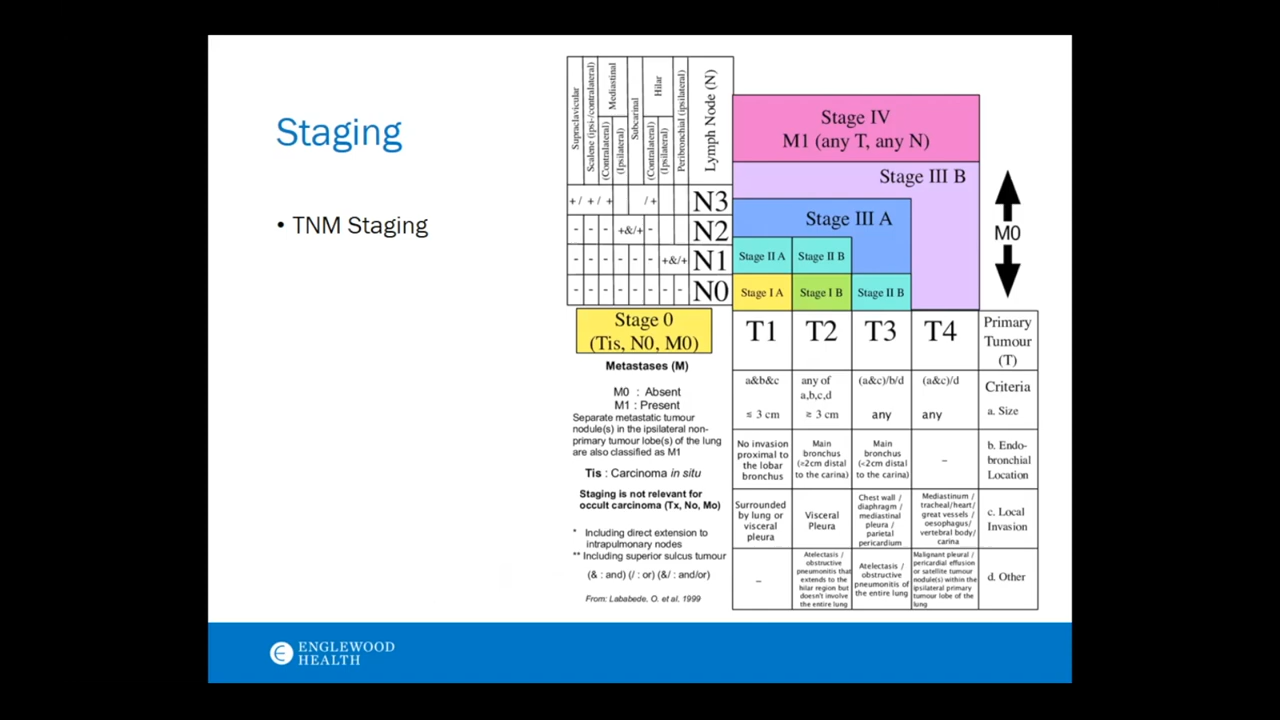 Staging
• TNM Staging
Supraclavicular
Scalene (ipsi-/contralateral)
Mediastinal
(Contralateral)
(Ipsilateral)
Subcarinal
Hilar
(Contralateral)
(Ipsilateral)
Peribronchial (ipsilateral)
Lymph Node (N)
+ / + / + / + N3
- - - +&/+ - N2
- - - - - - +&/+ N1
- - - - - - - - N0
Stage IV
M1 (any T, any N)
Stage III B
Stage III A
Stage II A Stage II B
Stage I A Stage I B Stage II B
M0
Stage 0
(Tis, N0, M0)
Metastases (M)
M0 : Absent
M1 : Present
Separate metastatic tumour
nodule(s) in the ipsilateral non-
primary tumour lobe(s) of the lung
are also classified as M1
Tis : Carcinoma in situ
Staging is not relevant for
occult carcinoma (Tx, No, Mo)
* Including direct extension to
intrapulmonary nodes
** Including superior sulcus tumour
(& : and) (/ : or) (&/ : and/or)
From: Lababede, O. et al. 1999
T1 T2 T3 T4
Primary
Tumour
(T)
a&b&c
any of
a,b,c,d
(a&c)/b/d
(a&c)/d
Criteria
≤ 3 cm
≥ 3 cm
any
any
a. Size
No invasion
proximal to
the lobar
bronchus
Main
bronchus
(≥2cm distal
to the carina)
Main
bronchus
(<2cm distal
to the carina)
–
b. Endo-
bronchial
Location
Surrounded
by lung or
visceral
pleura
Visceral
Pleura
Chest wall /
diaphragm /
mediastinal
pleura /
parietal
pericardium
Mediastinum /
tracheal/heart/
great vessels /
oesophagus/
vertebral body/
carina
c. Local
Invasion
–
Atelectasis /
obstructive
pneumonitis that
extends to the
hilar region but
doesn't involve
the entire lung
Atelectasis /
obstructive
pneumonitis of
the entire lung
Malignant pleural /
pericardial effusion
or satellite tumour
nodule(s) within the
ipsilateral primary
tumour lobe of the
lung
d. Other
ENGLEWOOD
HEALTH